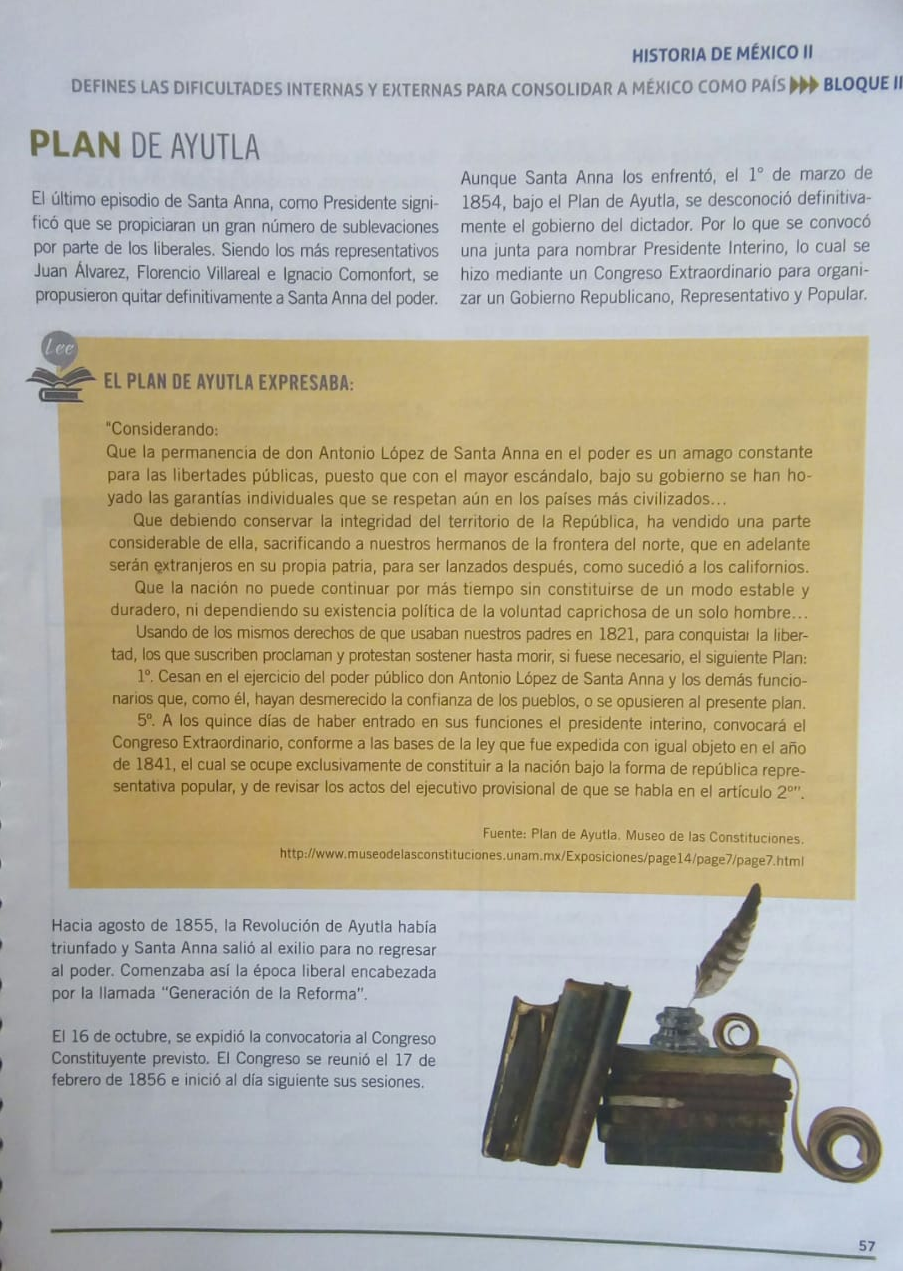 HISTORIA DE MÉXICO II
DEFINES LAS DIFICULTADES INTERNAS Y EXTERNAS PARA CONSOLIDAR A MÉXICO COMO PAÍS BLOQUE II
PLAN DE AYUTLA
El último episodio de Santa Anna, como Presidente signi-
ficó que se propiciaran un gran número de sublevaciones
por parte de los liberales. Siendo los más representativos
Juan Álvarez, Florencio Villareal e Ignacio Comonfort, se
propusieron quitar definitivamente a Santa Anna del poder.
Aunque Santa Anna los enfrentó, el 1° de marzo de
1854, bajo el Plan de Ayutla, se desconoció definitiva-
mente el gobierno del dictador. Por lo que se convocó
una junta para nombrar Presidente Interino, lo cual se
hizo mediante un Congreso Extraordinario para organi-
zar un Gobierno Republicano, Representativo y Popular.
Lee
EL PLAN DE AYUTLA EXPRESABA:
"Considerando:
Que la permanencia de don Antonio López de Santa Anna en el poder es un amago constante
para las libertades públicas, puesto que con el mayor escándalo, bajo su gobierno se han ho-
yado las garantías individuales que se respetan aún en los países más civilizados...
Que debiendo conservar la integridad del territorio de la República, ha vendido una parte
considerable de ella, sacrificando a nuestros hermanos de la frontera del norte, que en adelante
serán extranjeros en su propia patria, para ser lanzados después, como sucedió a los californios.
Que la nación no puede continuar por más tiempo sin constituirse de un modo estable y
duradero, ni dependiendo su existencia política de la voluntad caprichosa de un solo hombre...
Usando de los mismos derechos de que usaban nuestros padres en 1821, para conquistar la liber-
tad, los que suscriben proclaman y protestan sostener hasta morir, si fuese necesario, el siguiente Plan:
1º. Cesan en el ejercicio del poder público don Antonio López de Santa Anna y los demás funcio-
narios que, como él, hayan desmerecido la confianza de los pueblos, o se opusieren al presente plan.
5º. A los quince días de haber entrado en sus funciones el presidente interino, convocará el
Congreso Extraordinario, conforme a las bases de la ley que fue expedida con igual objeto en el año
de 1841, el cual se ocupe exclusivamente de constituir a la nación bajo la forma de república repre-
sentativa popular, y de revisar los actos del ejecutivo provisional de que se habla en el artículo 2º".
Fuente: Plan de Ayutla. Museo de las Constituciones.
http://www.museodelasconstituciones.unam.mx/Exposiciones/page14/page7/page7.html
Hacia agosto de 1855, la Revolución de Ayutla había
triunfado y Santa Anna salió al exilio para no regresar
al poder. Comenzaba así la época liberal encabezada
por la llamada "Generación de la Reforma".
El 16 de octubre, se expidió la convocatoria al Congreso
Constituyente previsto. El Congreso se reunió el 17 de
febrero de 1856 e inició al día siguiente sus sesiones.
57